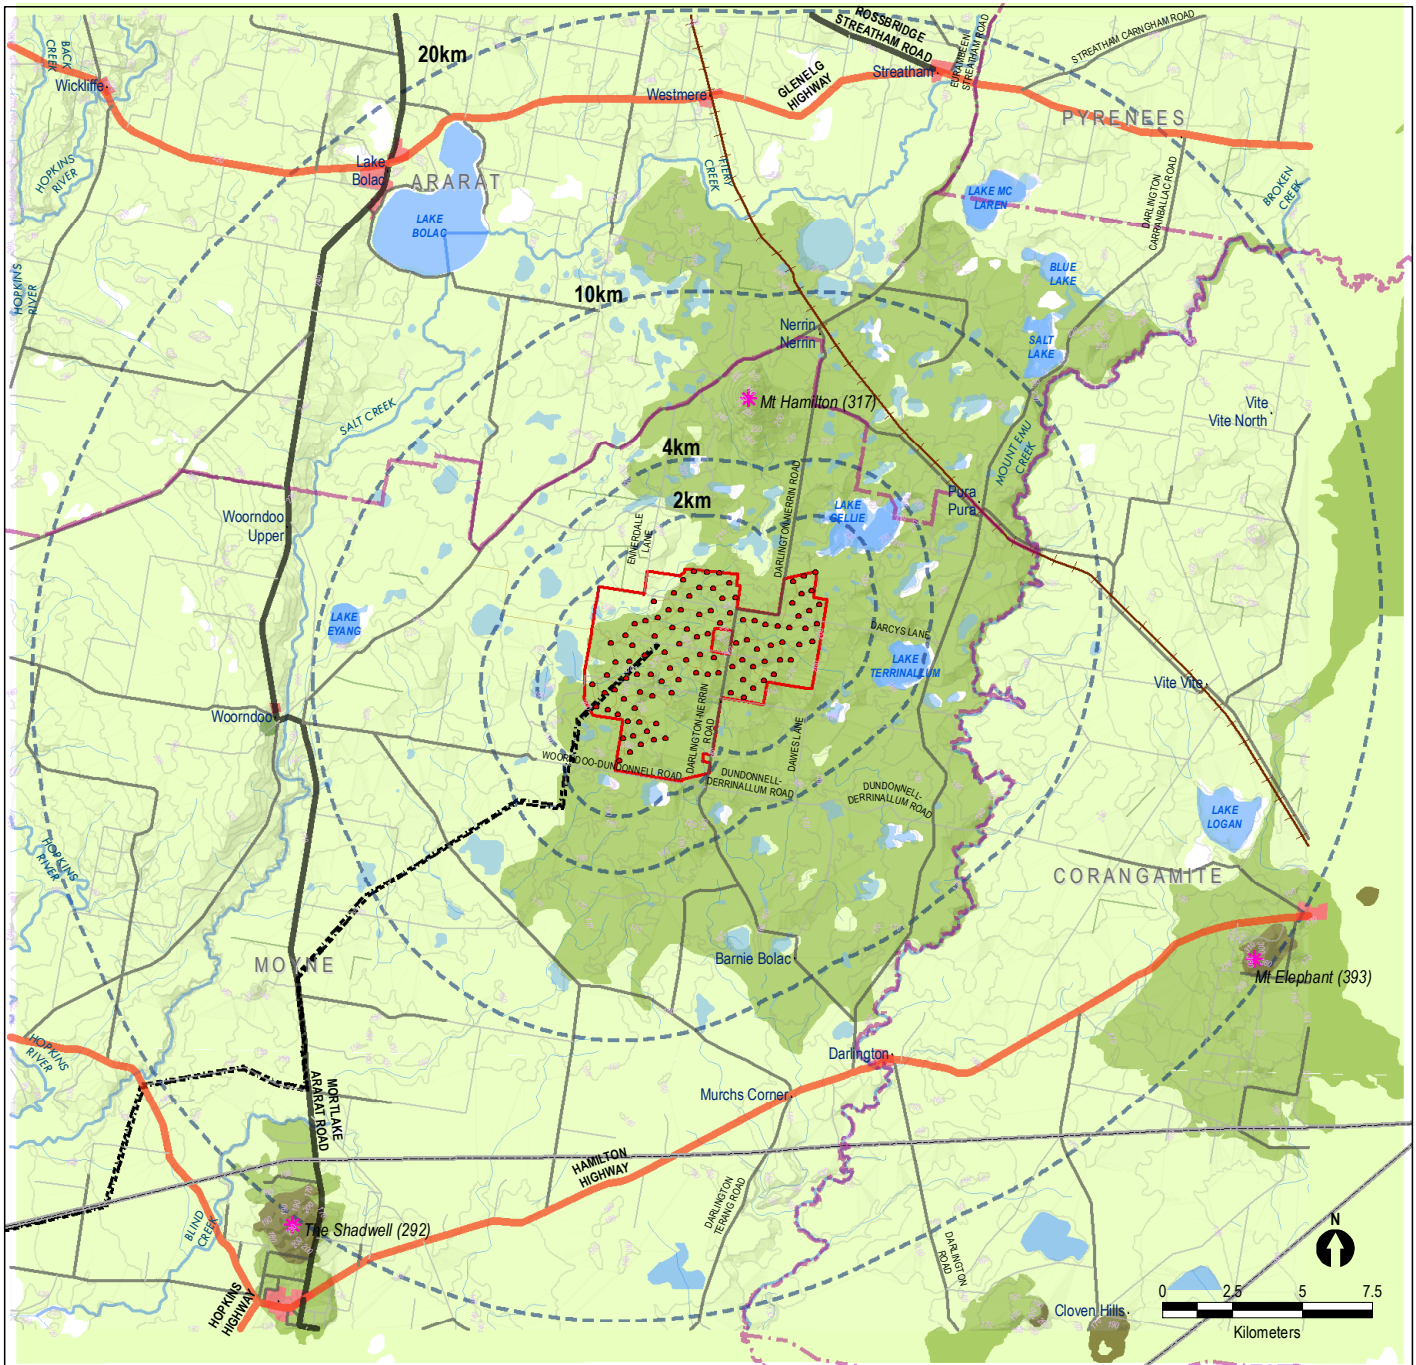 ROSSBRIDGE
STREATHAM ROAD
EURAMBEEN
STREATHAM ROAD
STREATHAM CARNGHAM ROAD
BACK
CREEK
20km
Wickliffe
Westmere
GLENELG
HIGHWAY
Streatham
PYRENEES
HOPKINS
RIVER
Lake
Bolac
ARARAT
FIERY
CREEK
LAKE MC
LAREN
DARLINGTON
CARRANBALLAC ROAD
BROKEN
CREEK
LAKE
BOLAC
HOPKINS
RIVER
10km
BLUE
LAKE
Nerrin
Nerrin
SALT
LAKE
Mt Hamilton (317)
SALT CREEK
Vite
Vite North
4km
MOUNT EMU
CREEK
2km
DARLINGTON-NERRIN ROAD
LAKE
GELLIE
Pura
Pura
Woorndoo
Upper
ENNERDALE
LANE
LAKE
EYANG
DARCYS LANE
LAKE
TERRINALLUM
Vite Vite
Woorndoo
DARLINGTON-NERRIN
ROAD
DAWES LANE
WOORNDOO-DUNDONNELL ROAD
DUNDONNELL-
DERRINALLUM ROAD
DUNDONNELL-
DERRINALLUM ROAD
LAKE
LOGAN
HOPKINS
RIVER
CORANGAMITE
MOYNE
Barnie Bolac
Mt Elephant (393)
HOPKINS
RIVER
Darlington
Murchs Corner
MORTLAKE
ARARAT ROAD
HAMILTON
HIGHWAY
DARLINGTON
TERANG ROAD
BLIND
CREEK
The Shadwell (292)
DARLINGTON
ROAD
N
HOPKINS
HIGHWAY
Cloven Hills
0 2.5 5 7.5
Kilometers